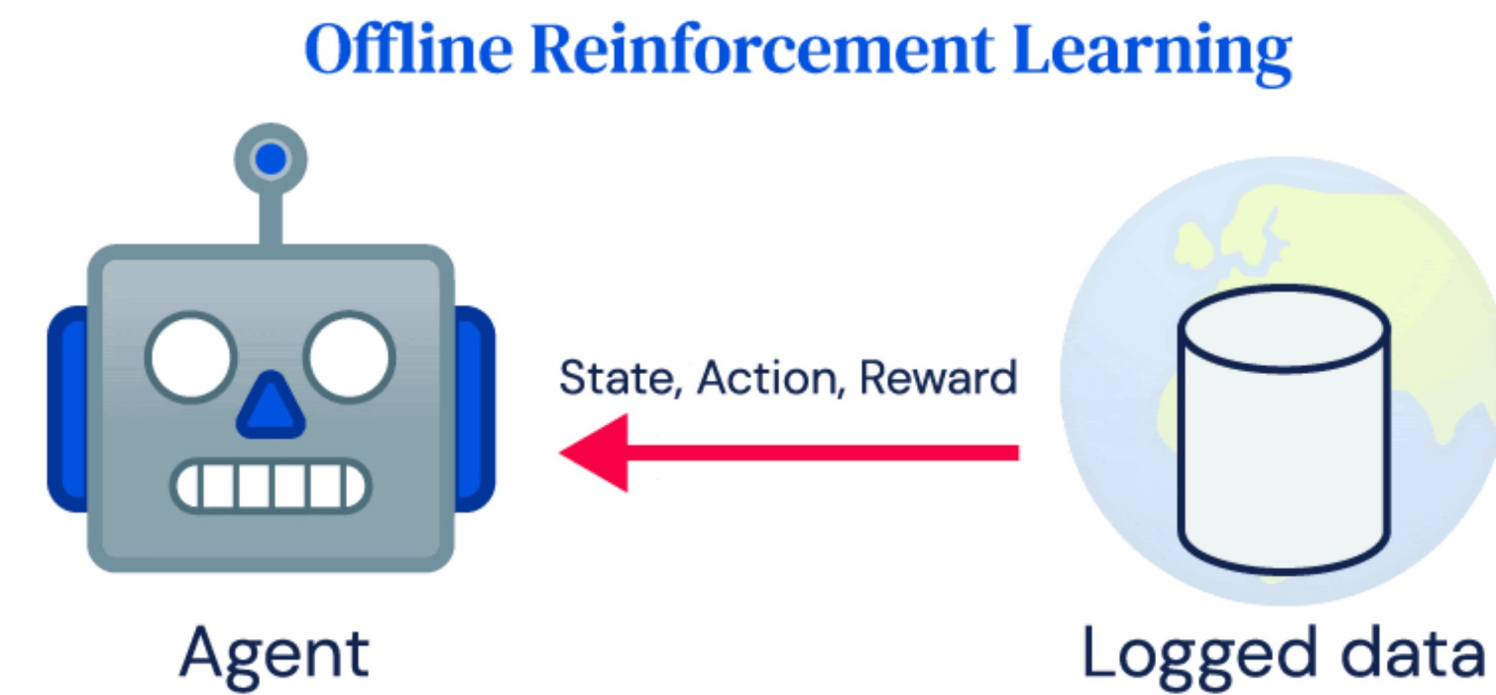 Offline Reinforcement Learning
State, Action, Reward
Agent
Logged data